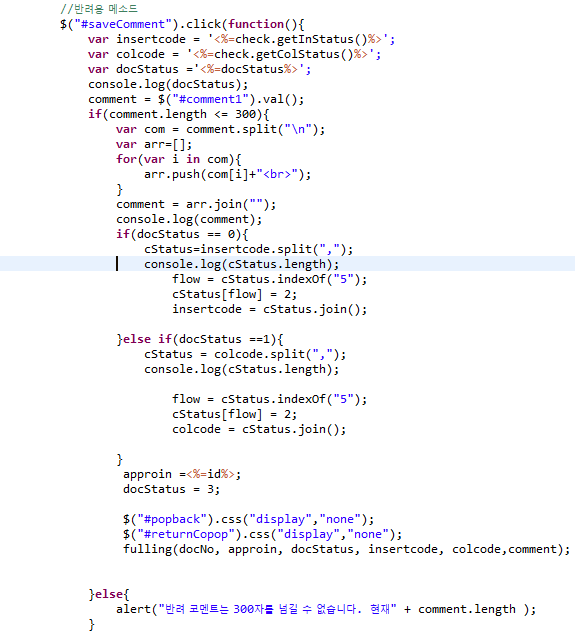 //반려용 메소드
$("#saveComment").click(function(){
var insertcode = '<%=check.getInStatus()%>';
var colcode = '<%=check.getColStatus()%>';
var docStatus ='<%=docStatus%>';
console.log(docStatus);
comment = $("#comment1").val();
if(comment.length <= 300){
var com = comment.split("\n");
var arr=[];
for(var i in com){
arr.push(com[i]+"<br>");
}
comment = arr.join("");
console.log(comment);
if(docStatus == 0){
cStatus=insertcode.split(",");
console.log(cStatus.length);
flow = cStatus.indexOf("5");
cStatus[flow] = 2;
insertcode = cStatus.join();
}else if(docStatus ==1){
cStatus = colcode.split(",");
console.log(cStatus.length);
flow = cStatus.indexOf("5");
cStatus[flow] = 2;
colcode = cStatus.join();
}
approin =<%=id%>;
docStatus = 3;
$("#popback").css("display","none");
$("#returnCopop").css("display","none");
fulling(docNo, approin, docStatus, insertcode, colcode,comment);
}else{
alert("반려 코멘트는 300자를 넘길 수 없습니다. 현재" + comment.length );
}